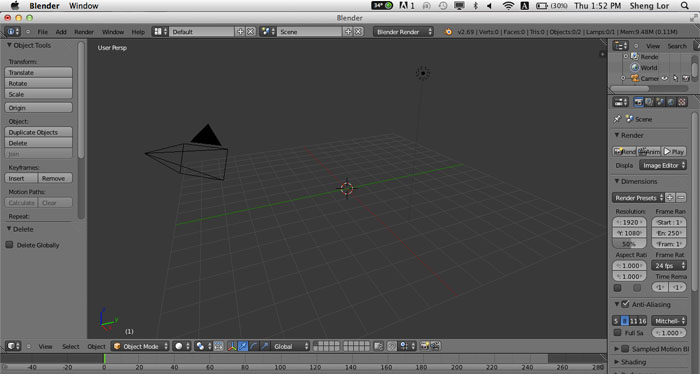 Blender Window 34° 1 (30%) Thu 1:52 PM Sheng Lor
Blender
File Add Render Window Help Default Scene Blender Render v2.69 | Verts:0 | Faces:0 | Tris:0 | Objects:0/2 | Lamps:0/1 | Mem:9.48M (0.11M)
Object Tools
Transform:
Translate
Rotate
Scale
Origin
Object:
Duplicate Objects
Delete
Join
Keyframes:
Insert Remove
Motion Paths:
Calculate Clear
Repeat:
Delete
Delete Globally
User Persp
(1)
View Search
Rende
World
Camer
Scene
Render
Rend Anim Play
Displa Image Editor
Dimensions
Render Presets
Resolution: Frame Ran
: 1920 Start : 1
Y: 1080 En: 250
50% Fram: 1
Aspect Rati Frame Rat
: 1.000 24 fps
: 1.000 Time Rema
Anti-Aliasing
5 8 11 16 Mitchell-
Full Sa : 1.000
Sampled Motion Bl
Shading
View Select Object Object Mode Global
-40 -20 0 20 40 60 80 100 120 140 160 180 200 220 240 260 280